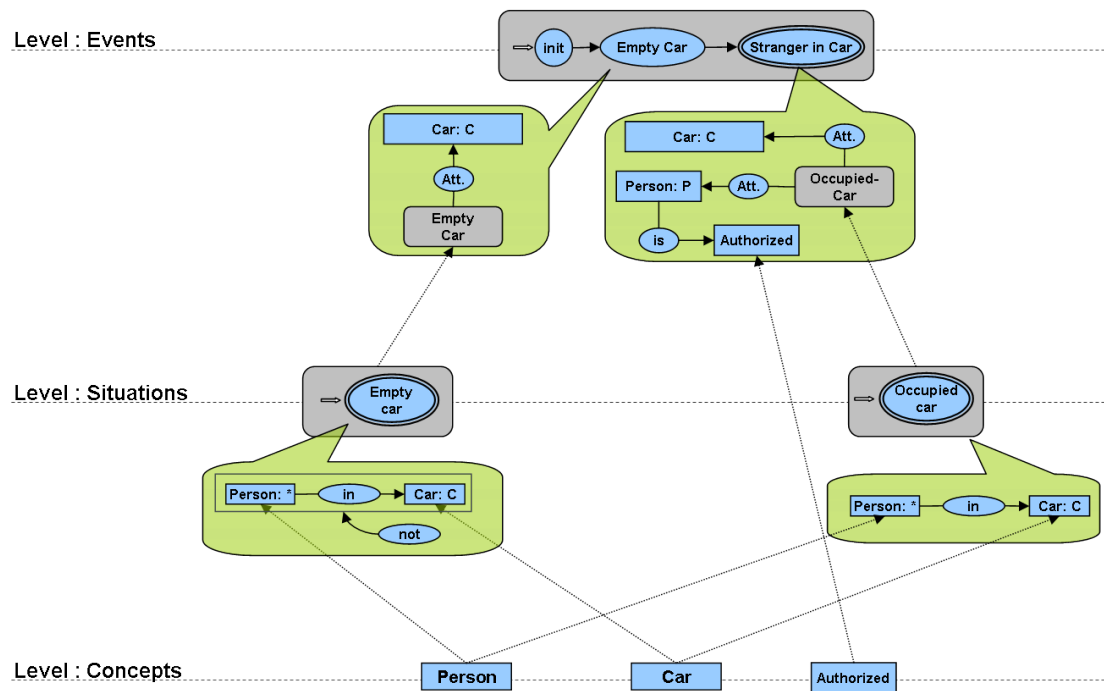 Level : Events
init
Empty Car
Stranger in Car
Car: C
Att.
Empty
Car
Car: C
Att.
Person: P
Att.
Occupied-
Car
is
Authorized
Level : Situations
Empty
car
Occupied
car
Person: *
in
Car: C
not
Person: *
in
Car: C
Level : Concepts
Person
Car
Authorized